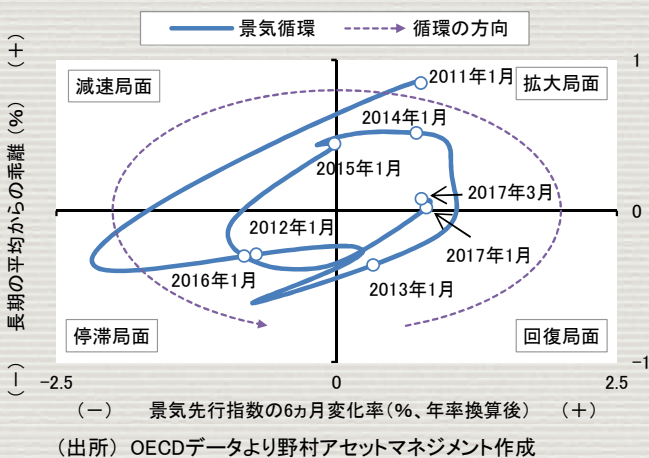 景気循環 循環の方向
(+)
長期の平均からの乖離(%)
(-)
減速局面
拡大局面
停滞局面
回復局面
2011年1月
2014年1月
2015年1月
2017年3月
2012年1月
2017年1月
2016年1月
2013年1月
1
0
-1
-2.5 0 2.5
(-) 景気先行指数の6ヵ月変化率(%、年率換算後) (+)
(出所) OECDデータより野村アセットマネジメント作成